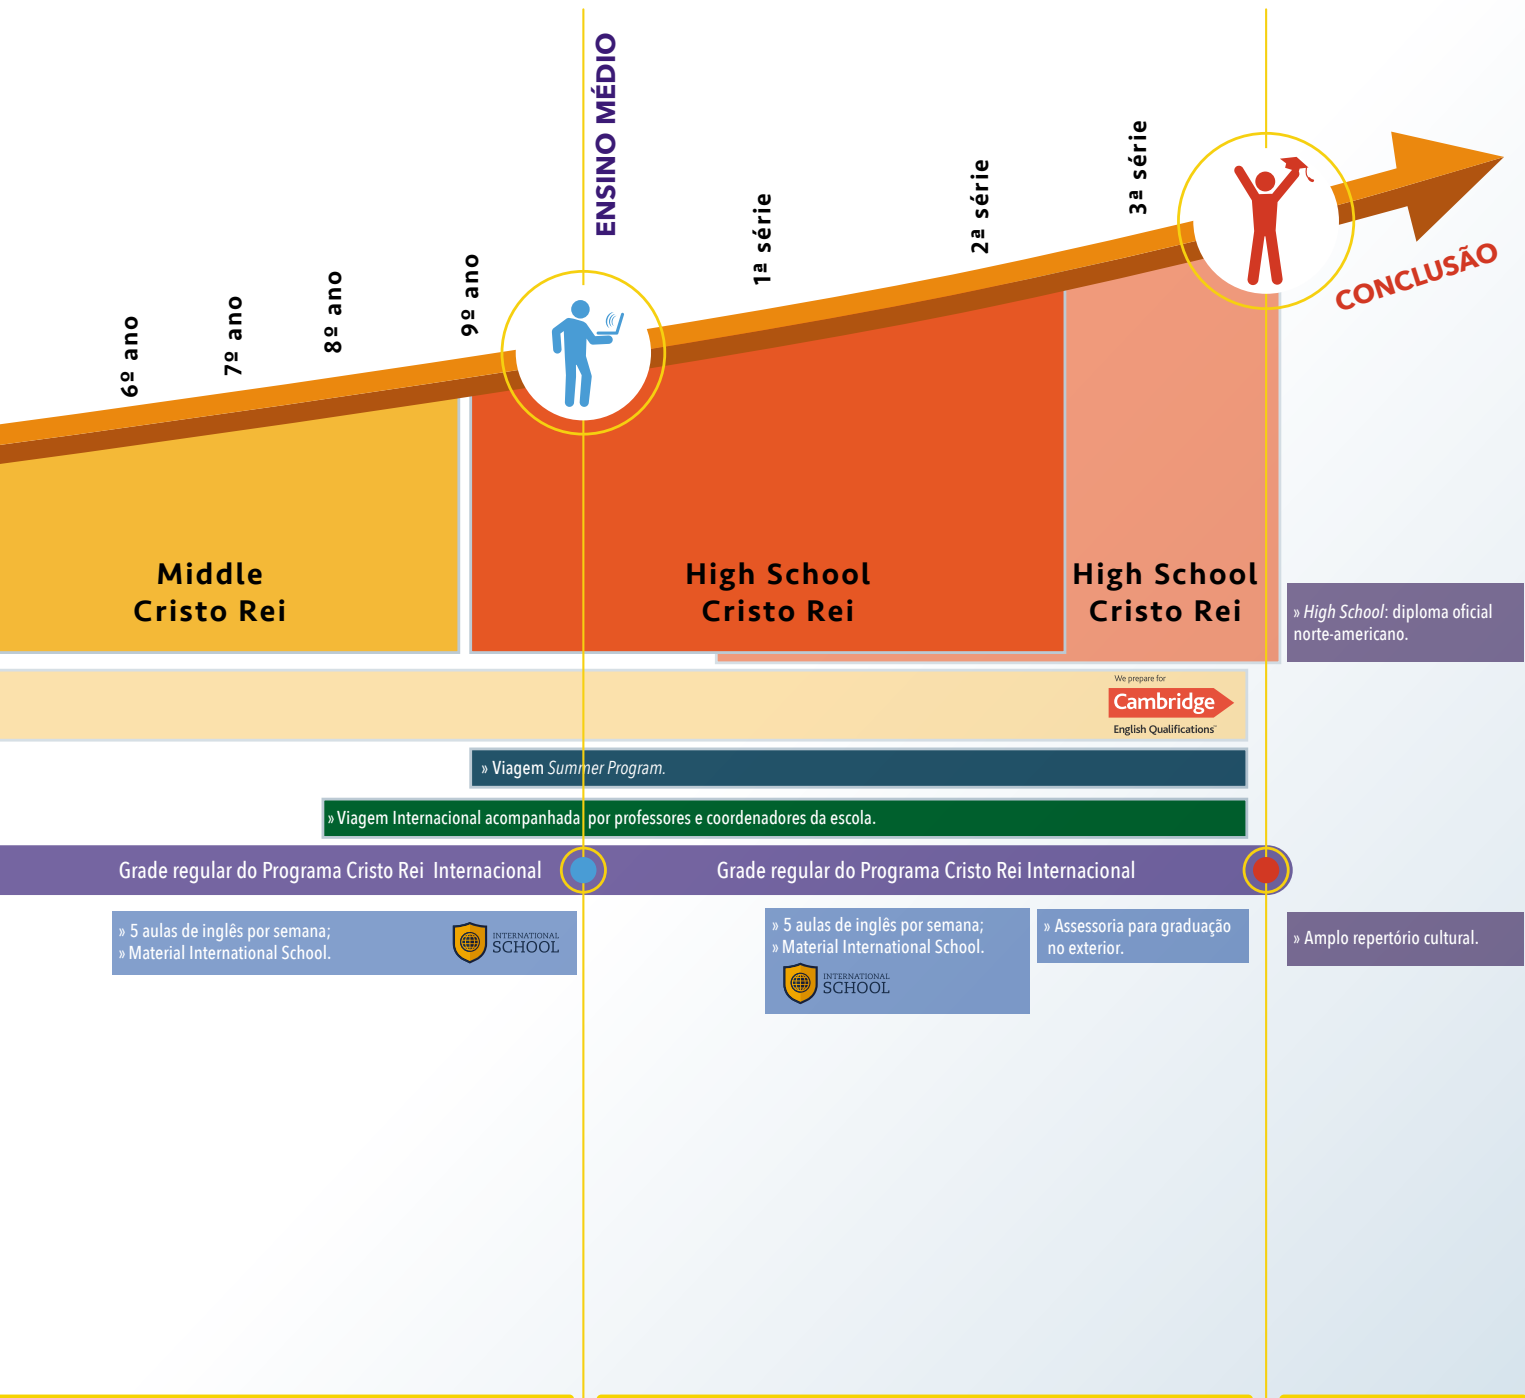 ENSINO MÉDIO
6º ano
7º ano
8º ano
9º ano
1ª série
2ª série
3ª série
CONCLUSÃO
Middle
Cristo Rei
High School
Cristo Rei
High School
Cristo Rei
» High School: diploma oficial
norte-americano.
We prepare for
Cambridge
English Qualifications™
» Viagem Summer Program.
» Viagem Internacional acompanhada por professores e coordenadores da escola.
Grade regular do Programa Cristo Rei Internacional
Grade regular do Programa Cristo Rei Internacional
» 5 aulas de inglês por semana;
» Material International School.
INTERNATIONAL
SCHOOL
» 5 aulas de inglês por semana;
» Material International School.
INTERNATIONAL
SCHOOL
» Assessoria para graduação
no exterior.
» Amplo repertório cultural.